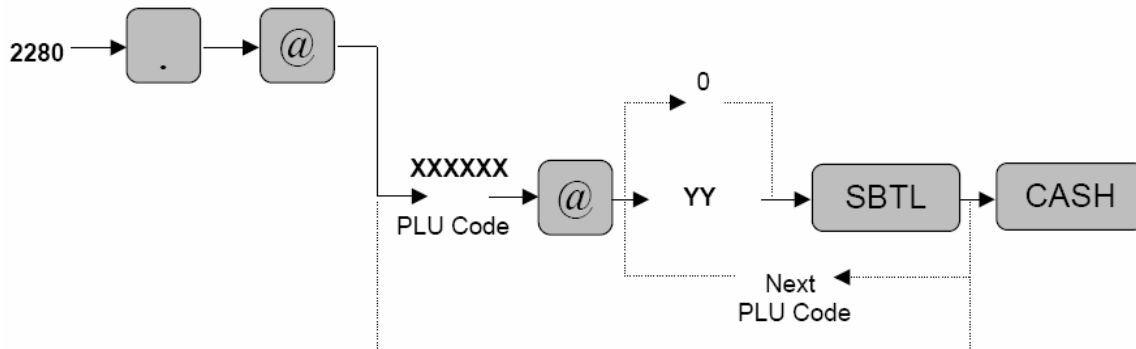 2280
.
@
0
XXXXXX
PLU Code
@
YY
SBTL
CASH
Next
PLU Code